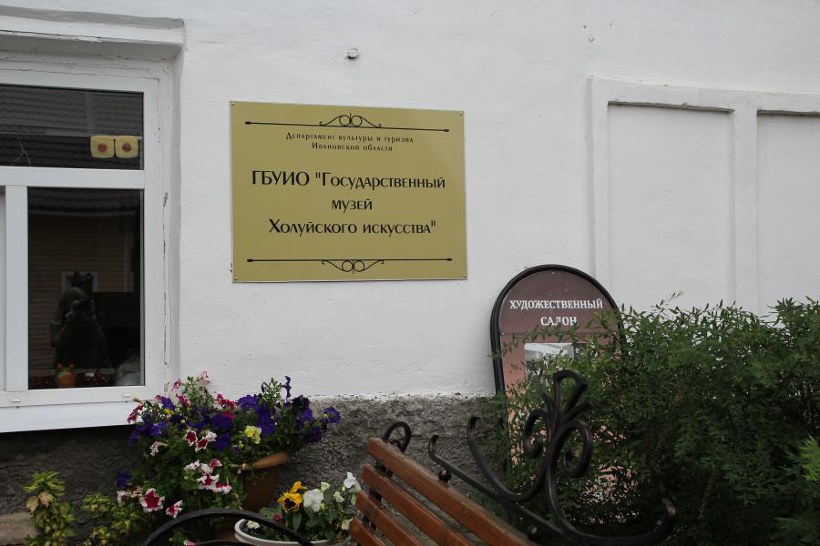 Департамент культуры и туризма
Ивановской области
ГБУИО "Государственный
музей
Холуйского искусства"
ХУДОЖЕСТВЕННЫЙ
САЛОН